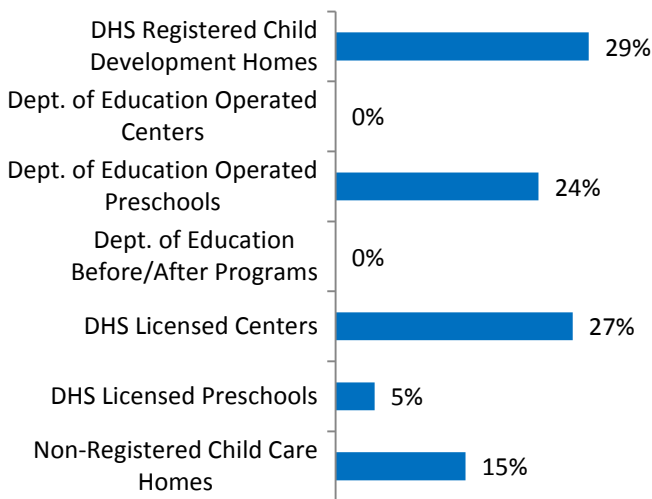 DHS Registered Child
Development Homes
29%
Dept. of Education Operated
Centers
0%
Dept. of Education Operated
Preschools
24%
Dept. of Education
Before/After Programs
0%
DHS Licensed Centers
27%
DHS Licensed Preschools
5%
Non-Registered Child Care
Homes
15%